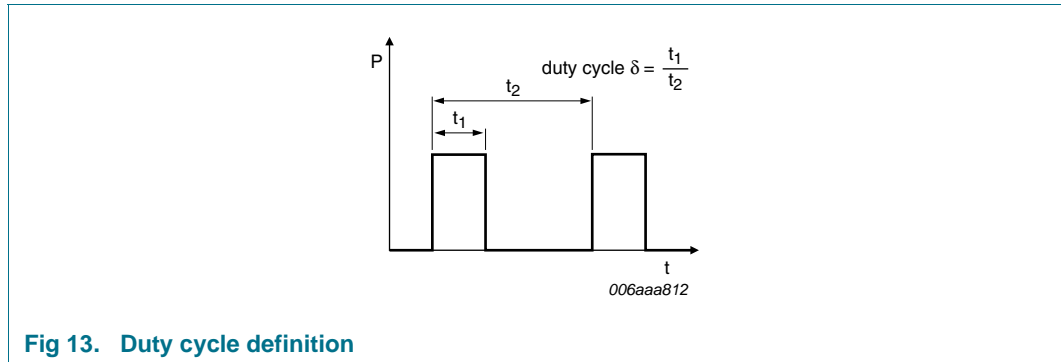 P
duty cycle δ = t1/t2
t2
t1
t
006aaa812
Fig 13. Duty cycle definition